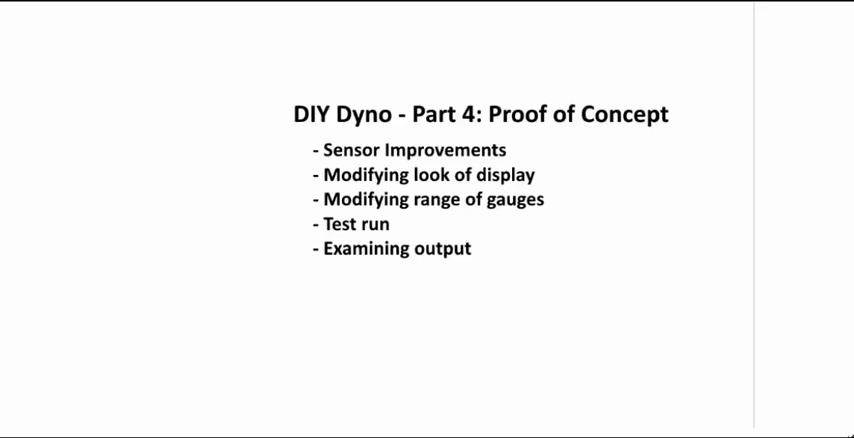 DIY Dyno - Part 4: Proof of Concept
- Sensor Improvements
- Modifying look of display
- Modifying range of gauges
- Test run
- Examining output